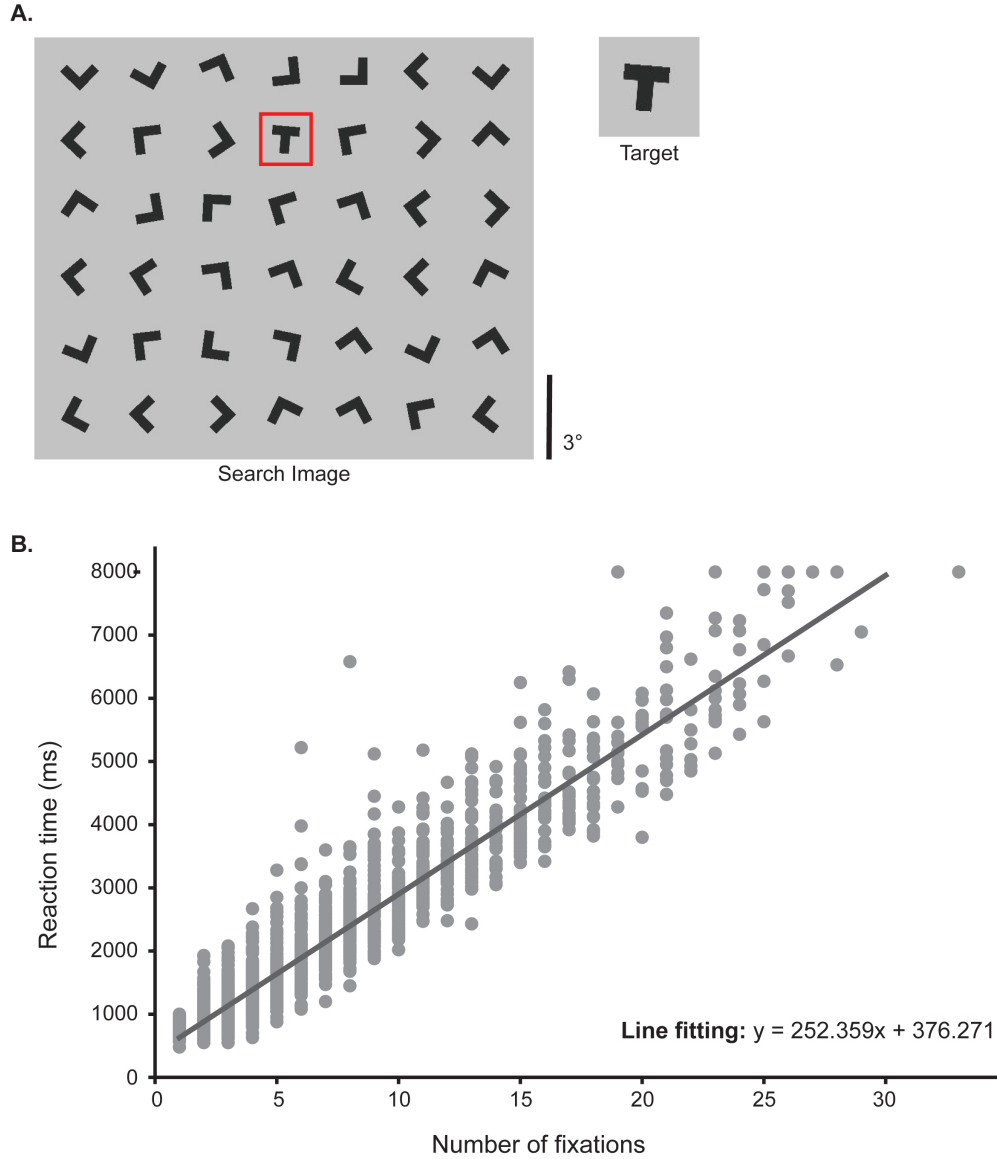 A.
Target
3°
Search Image
B.
8000
7000
6000
5000
4000
3000
2000
1000
0
Reaction time (ms)
Line fitting: y = 252.359x + 376.271
0 5 10 15 20 25 30
Number of fixations